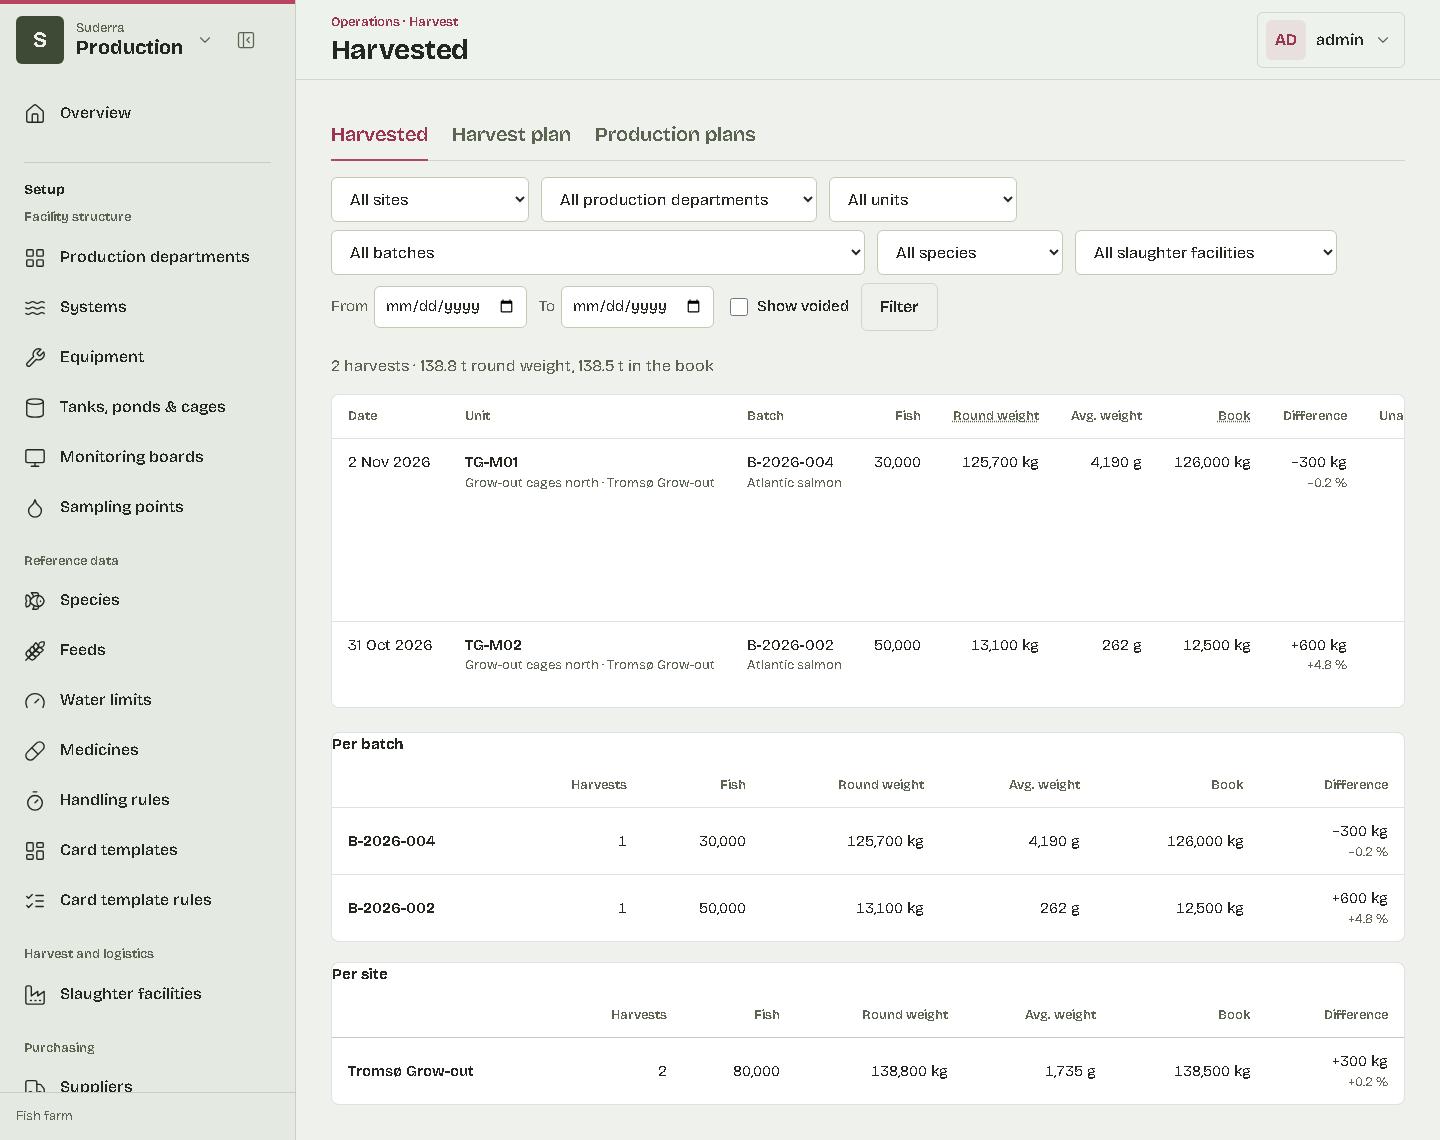 S
Suderra
Production
Overview
Setup
Facility structure
Production departments
Systems
Equipment
Tanks, ponds & cages
Monitoring boards
Sampling points
Reference data
Species
Feeds
Water limits
Medicines
Handling rules
Card templates
Card template rules
Harvest and logistics
Slaughter facilities
Purchasing
Suppliers
Fish farm
Operations · Harvest
Harvested
AD admin
Harvested Harvest plan Production plans
All sites All production departments All units
All batches All species All slaughter facilities
From mm/dd/yyyy To mm/dd/yyyy Show voided Filter
2 harvests · 138.8 t round weight, 138.5 t in the book
Date Unit Batch Fish Round weight Avg. weight Book Difference Una
2 Nov 2026 TG-M01 B-2026-004 30,000 125,700 kg 4,190 g 126,000 kg −300 kg
Grow-out cages north · Tromsø Grow-out Atlantic salmon −0.2 %
31 Oct 2026 TG-M02 B-2026-002 50,000 13,100 kg 262 g 12,500 kg +600 kg
Grow-out cages north · Tromsø Grow-out Atlantic salmon +4.8 %
Per batch
Harvests Fish Round weight Avg. weight Book Difference
B-2026-004 1 30,000 125,700 kg 4,190 g 126,000 kg −300 kg
−0.2 %
B-2026-002 1 50,000 13,100 kg 262 g 12,500 kg +600 kg
+4.8 %
Per site
Harvests Fish Round weight Avg. weight Book Difference
Tromsø Grow-out 2 80,000 138,800 kg 1,735 g 138,500 kg +300 kg
+0.2 %